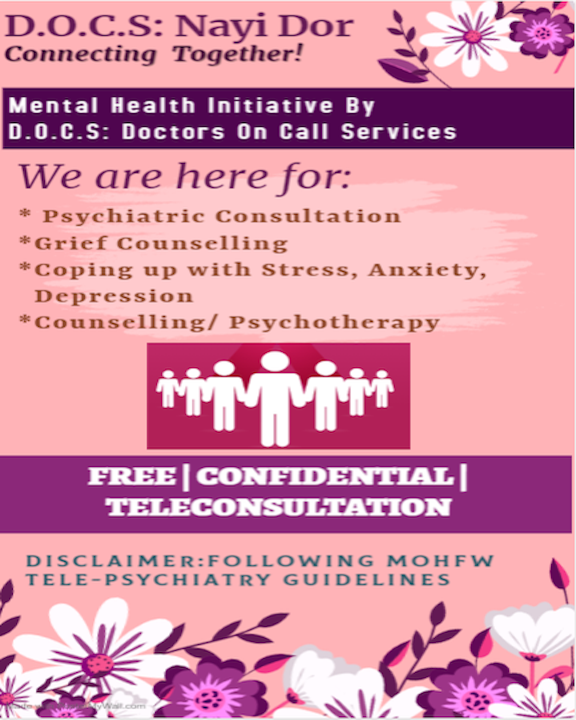 D.O.C.S: Nayi Dor
Connecting Together!
Mental Health Initiative By
D.O.C.S: Doctors On Call Services
We are here for:
* Psychiatric Consultation
*Grief Counselling
*Coping up with Stress, Anxiety,
Depression
*Counselling/ Psychotherapy
FREE | CONFIDENTIAL |
TELECONSULTATION
DISCLAIMER:FOLLOWING MOHFW
TELE-PSYCHIATRY GUIDELINES